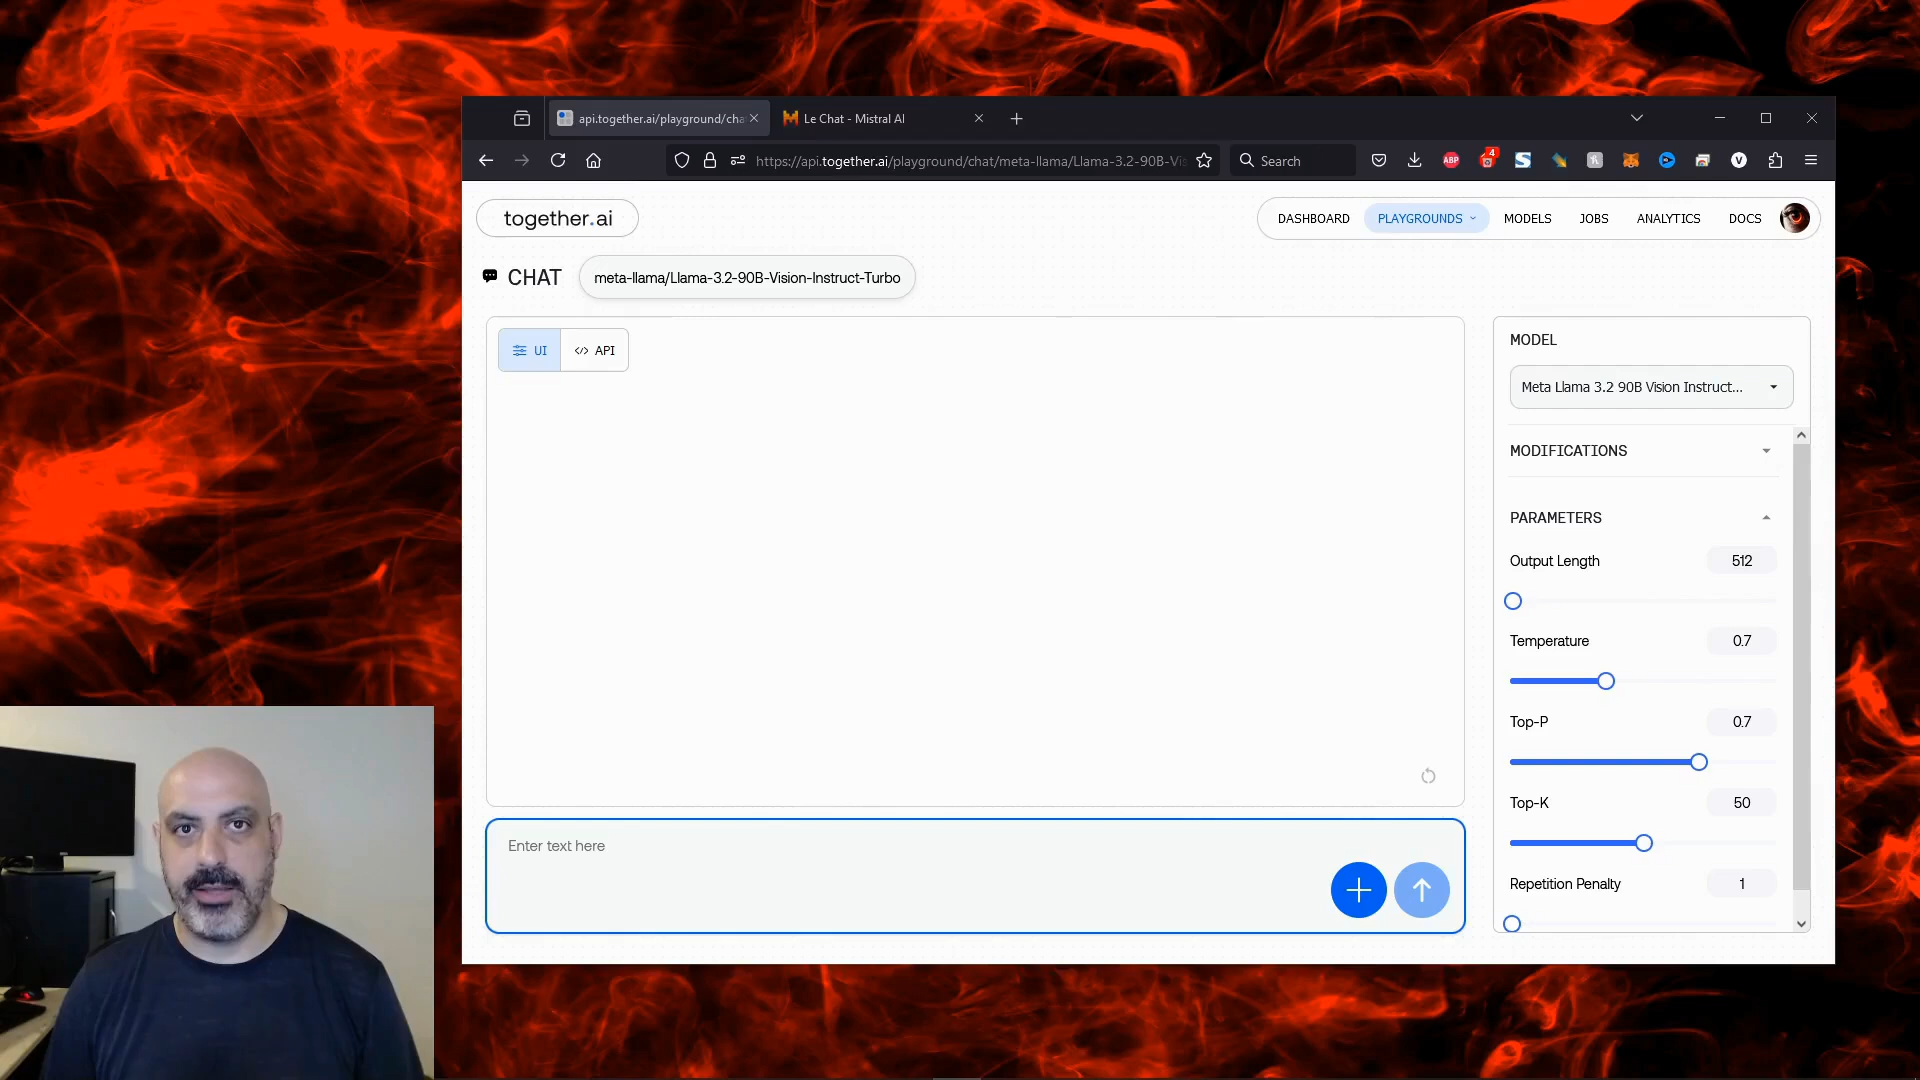 api.together.ai/playground/cha
Le Chat - Mistral AI
https://api.together.ai/playground/chat/meta-llama/Llama-3.2-90B-Vis
Search
ABP
4
together.ai
DASHBOARD
PLAYGROUNDS
MODELS
JOBS
ANALYTICS
DOCS
CHAT
meta-llama/Llama-3.2-90B-Vision-Instruct-Turbo
UI
API
MODEL
Meta Llama 3.2 90B Vision Instruct...
MODIFICATIONS
PARAMETERS
Output Length 512
Temperature 0.7
Top-P 0.7
Top-K 50
Repetition Penalty 1
Enter text here